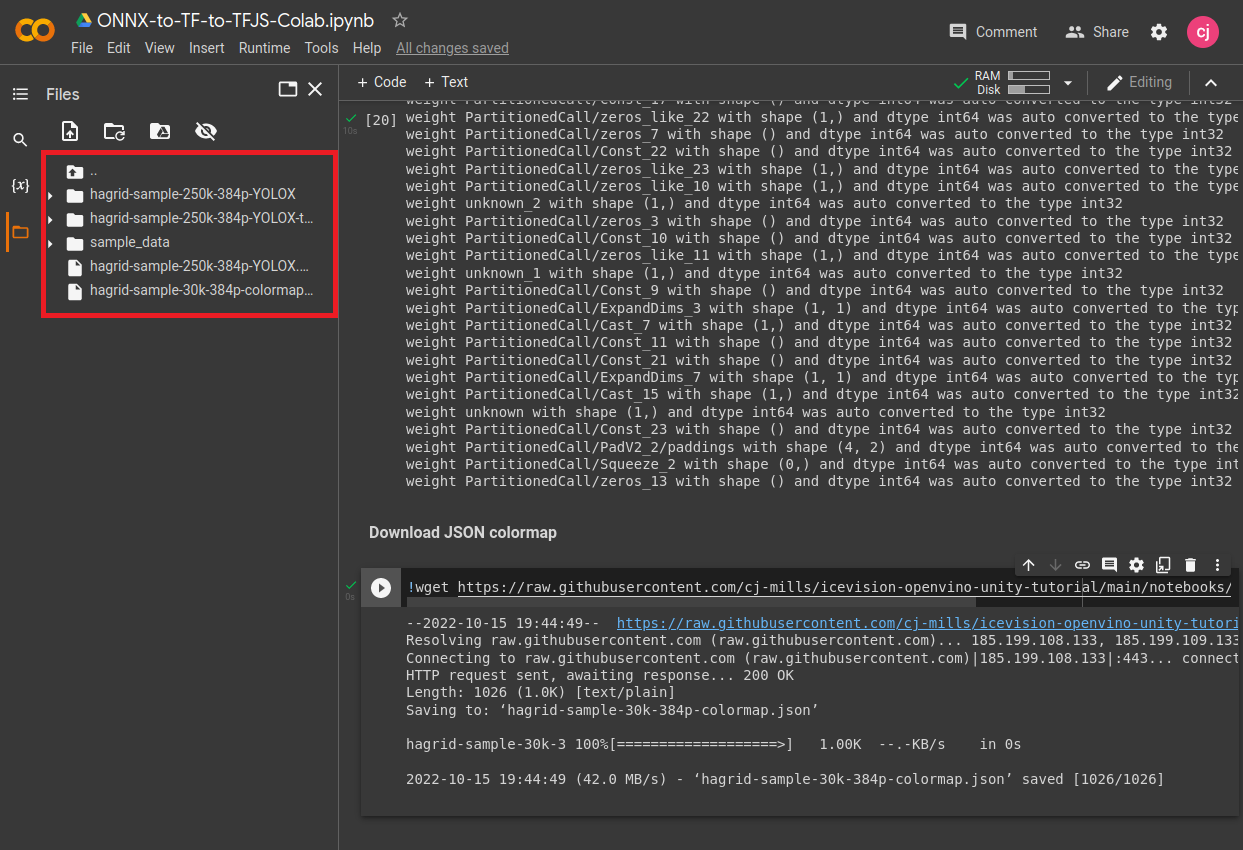 ONNX-to-TF-to-TFJS-Colab.ipynb
File Edit View Insert Runtime Tools Help All changes saved
Comment Share cj
Files
+ Code + Text
RAM
Disk
Editing
{x}
..
hagrid-sample-250k-384p-YOLOX
hagrid-sample-250k-384p-YOLOX-t...
sample_data
hagrid-sample-250k-384p-YOLOX....
hagrid-sample-30k-384p-colormap...
10s
[20]
weight PartitionedCall/Const_17 with shape () and dtype int64 was auto converted to the type int32
weight PartitionedCall/zeros_like_22 with shape (1,) and dtype int64 was auto converted to the type
weight PartitionedCall/zeros_7 with shape () and dtype int64 was auto converted to the type int32
weight PartitionedCall/Const_22 with shape () and dtype int64 was auto converted to the type int32
weight PartitionedCall/zeros_like_23 with shape (1,) and dtype int64 was auto converted to the type
weight PartitionedCall/zeros_like_10 with shape (1,) and dtype int64 was auto converted to the type
weight unknown_2 with shape (1,) and dtype int64 was auto converted to the type int32
weight PartitionedCall/zeros_3 with shape () and dtype int64 was auto converted to the type int32
weight PartitionedCall/Const_10 with shape () and dtype int64 was auto converted to the type int32
weight PartitionedCall/zeros_like_11 with shape (1,) and dtype int64 was auto converted to the type
weight unknown_1 with shape (1,) and dtype int64 was auto converted to the type int32
weight PartitionedCall/Const_9 with shape () and dtype int64 was auto converted to the type int32
weight PartitionedCall/ExpandDims_3 with shape (1, 1) and dtype int64 was auto converted to the typ
weight PartitionedCall/Cast_7 with shape (1,) and dtype int64 was auto converted to the type int32
weight PartitionedCall/Const_11 with shape () and dtype int64 was auto converted to the type int32
weight PartitionedCall/Const_21 with shape () and dtype int64 was auto converted to the type int32
weight PartitionedCall/ExpandDims_7 with shape (1, 1) and dtype int64 was auto converted to the typ
weight PartitionedCall/Cast_15 with shape (1,) and dtype int64 was auto converted to the type int32
weight unknown with shape (1,) and dtype int64 was auto converted to the type int32
weight PartitionedCall/Const_23 with shape () and dtype int64 was auto converted to the type int32
weight PartitionedCall/PadV2_2/paddings with shape (4, 2) and dtype int64 was auto converted to the
weight PartitionedCall/Squeeze_2 with shape (0,) and dtype int64 was auto converted to the type int
weight PartitionedCall/zeros_13 with shape () and dtype int64 was auto converted to the type int32
Download JSON colormap
0s
!wget https://raw.githubusercontent.com/cj-mills/icevision-openvino-unity-tutorial/main/notebooks/
--2022-10-15 19:44:49-- https://raw.githubusercontent.com/cj-mills/icevision-openvino-unity-tutori
Resolving raw.githubusercontent.com (raw.githubusercontent.com)... 185.199.108.133, 185.199.109.133
Connecting to raw.githubusercontent.com (raw.githubusercontent.com)|185.199.108.133|:443... connect
HTTP request sent, awaiting response... 200 OK
Length: 1026 (1.0K) [text/plain]
Saving to: ‘hagrid-sample-30k-384p-colormap.json’
hagrid-sample-30k-3 100%[===================>] 1.00K --.-KB/s in 0s
2022-10-15 19:44:49 (42.0 MB/s) - ‘hagrid-sample-30k-384p-colormap.json’ saved [1026/1026]